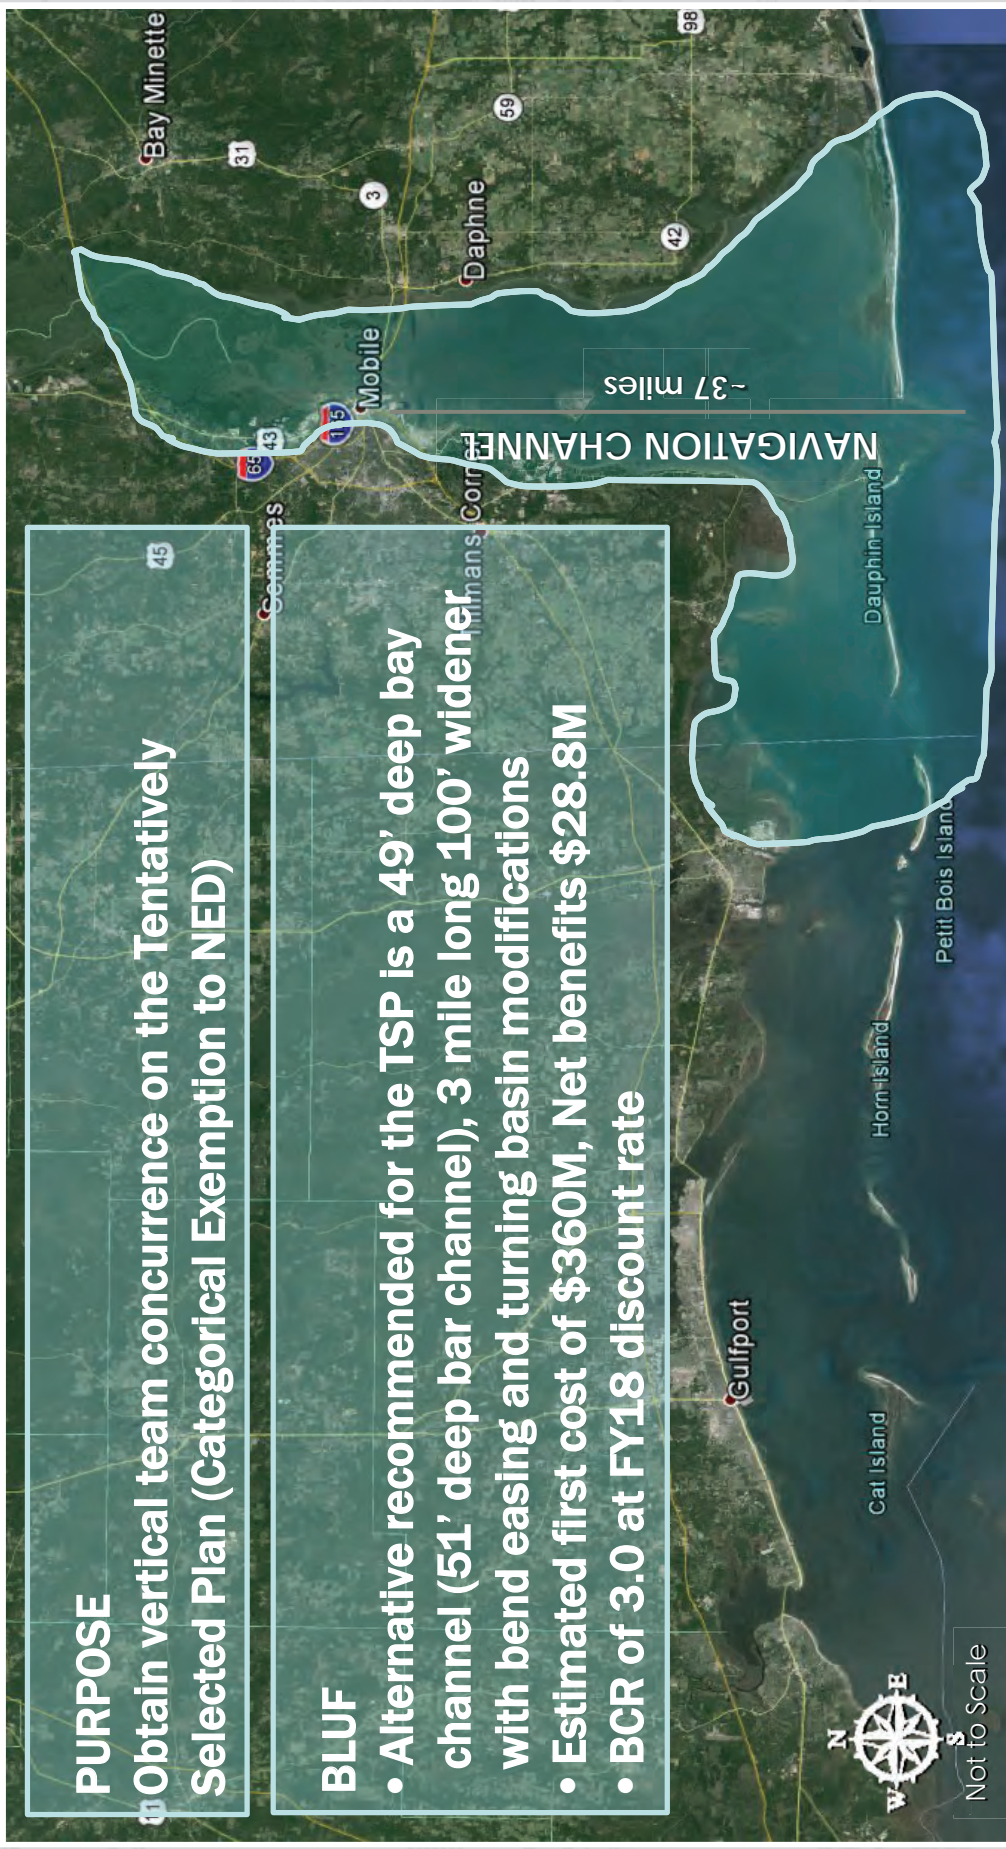 PURPOSE
Obtain vertical team concurrence on the Tentatively
Selected Plan (Categorical Exemption to NED)
BLUF
• Alternative recommended for the TSP is a 49’ deep bay
channel (51’ deep bar channel), 3 mile long 100’ widener
with bend easing and turning basin modifications
• Estimated first cost of $360M, Net benefits $28.8M
• BCR of 3.0 at FY18 discount rate
Bay Minette
31
59
98
3
Daphne
42
45
65
43
Mobile
NAVIGATION CHANNEL
~37 miles
Dauphin Island
Petit Bois Island
Horn Island
Gulfport
Cat Island
N
W
E
S
Not to Scale